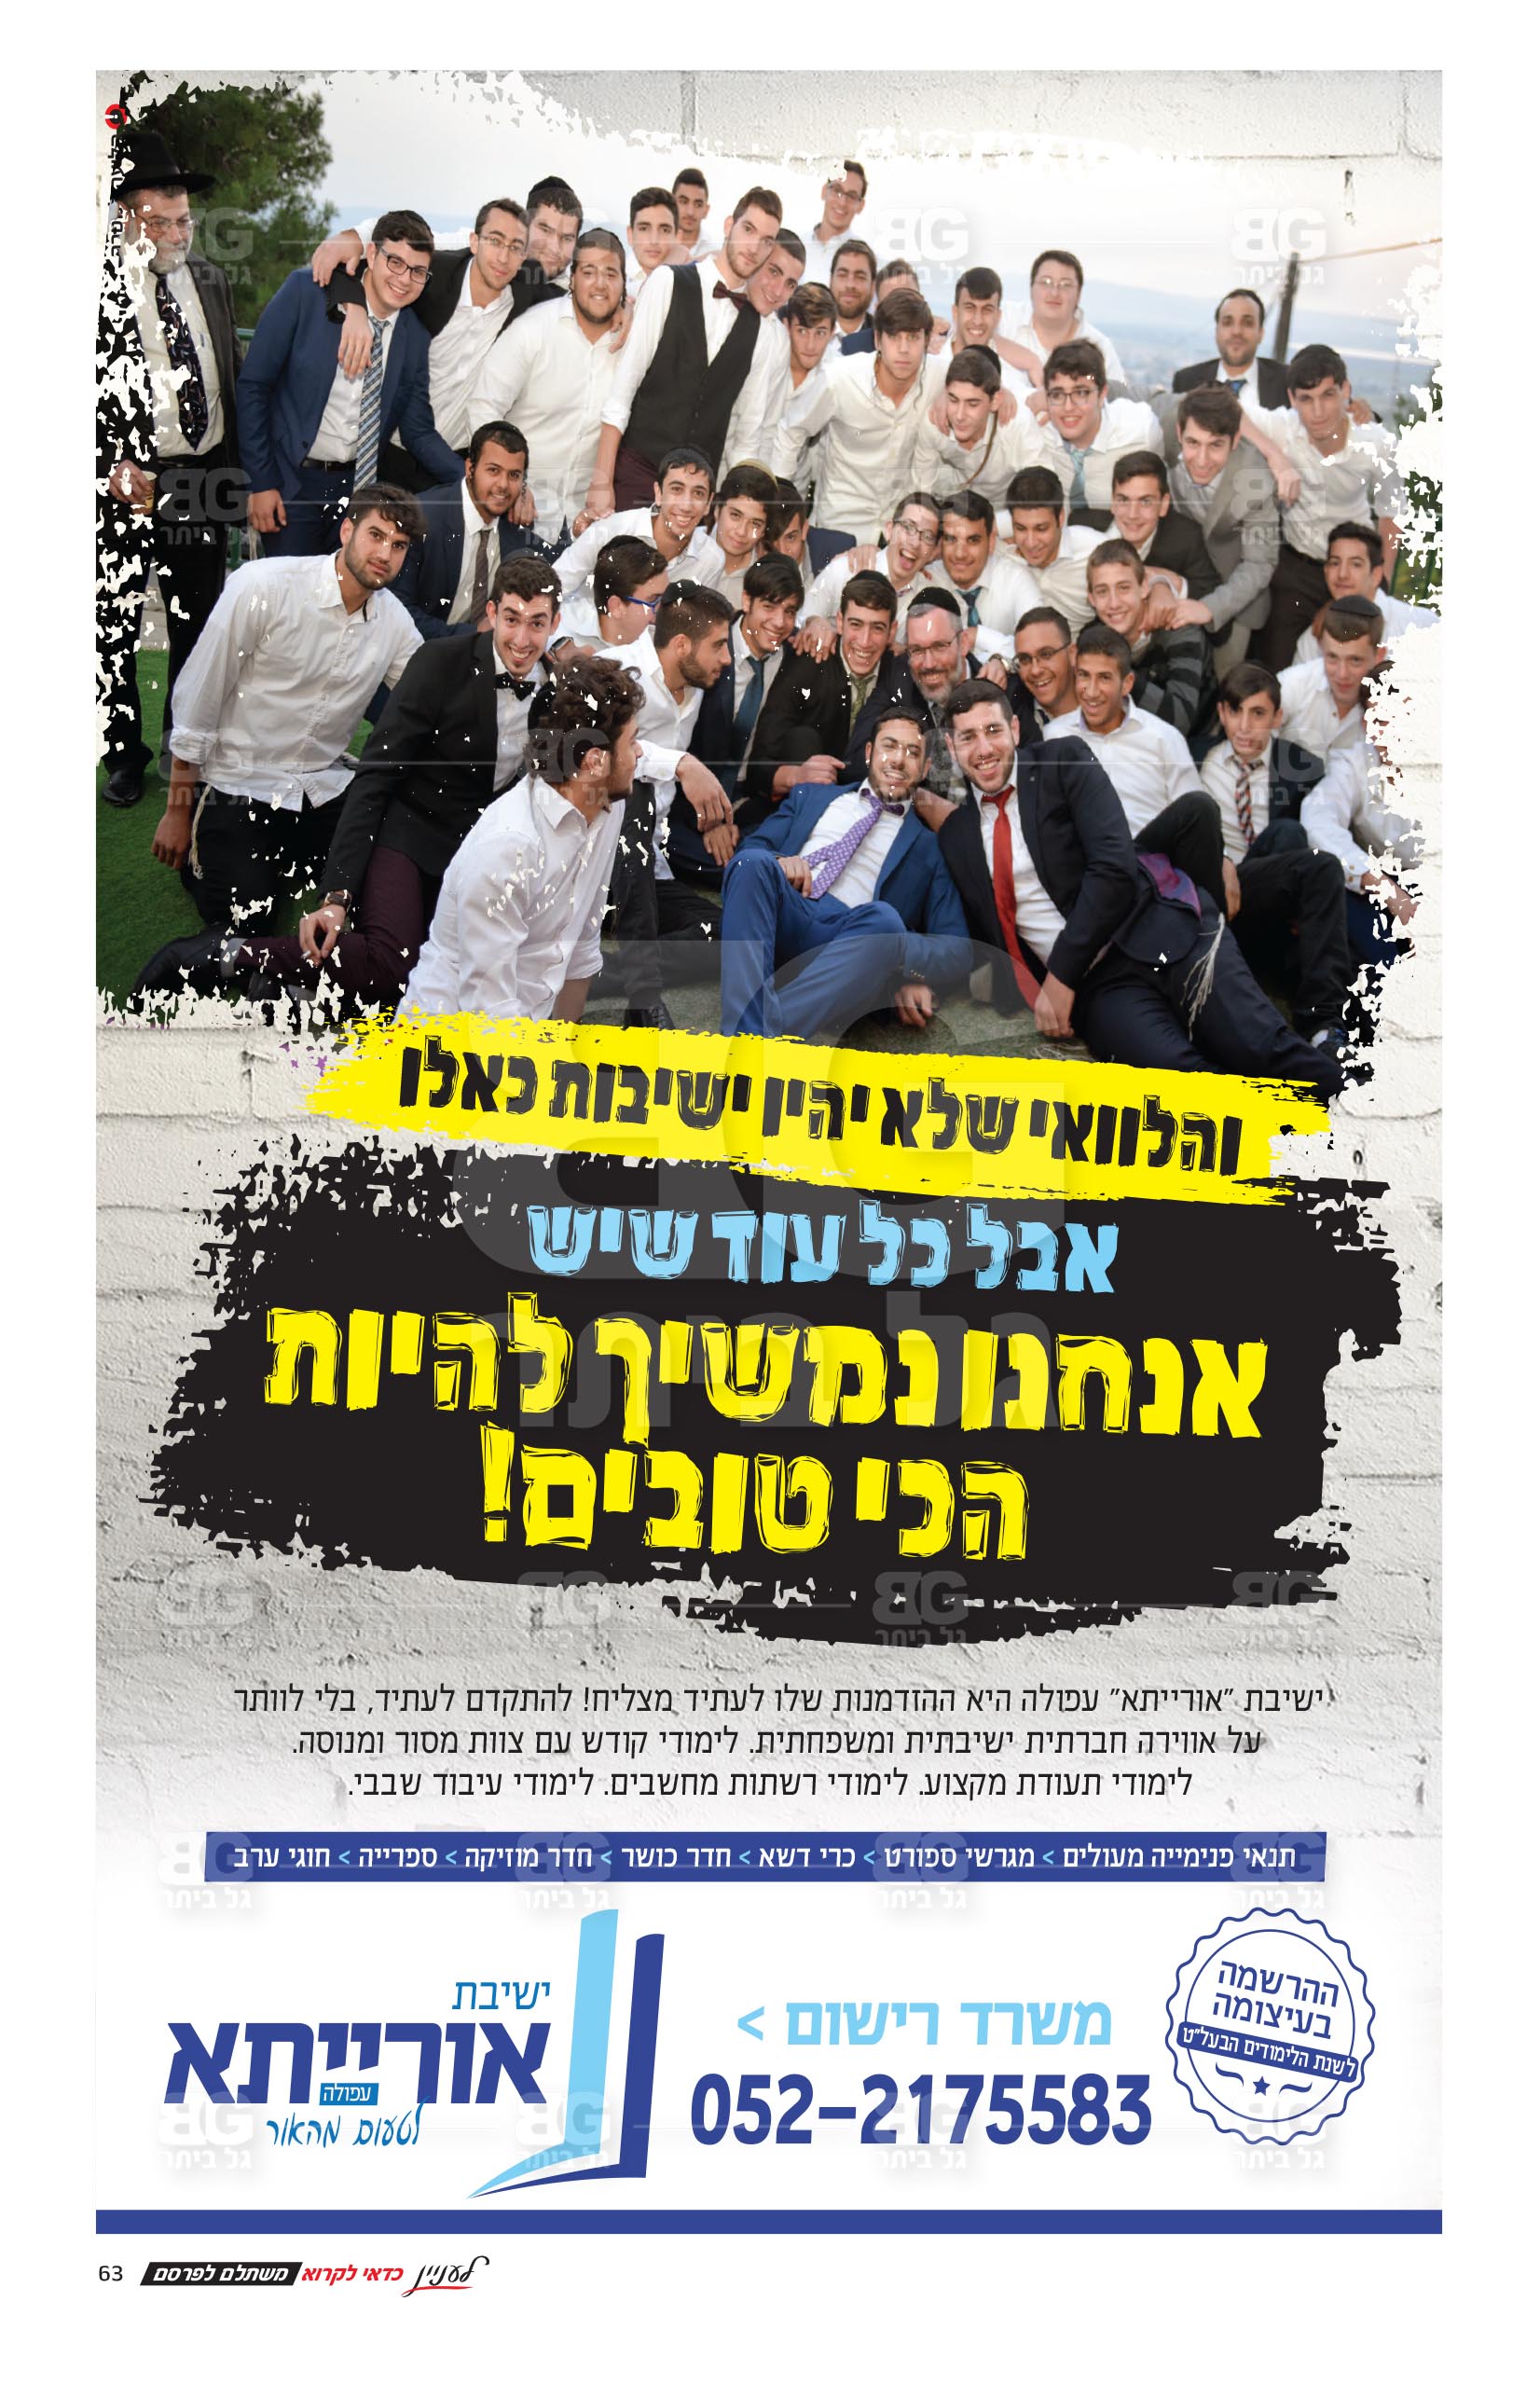 והלוואי שלא יהיו ישיבות כאלו
אבל כל עוד שיש
אנחנו נמשיך להיות
הכי טובים!
ישיבת "אורייתא" עפולה היא ההזדמנות שלו לעתיד מצליח! להתקדם לעתיד, בלי לוותר
על אווירה חברתית ישיבתית ומשפחתית. לימודי קודש עם צוות מסור ומנוסה.
לימודי תעודת מקצוע. לימודי רשתות מחשבים. לימודי עיבוד שבבי.
תנאי פנימייה מעולים > מגרשי ספורט > כרי דשא > חדר כושר > חדר מוזיקה > ספרייה > חוגי ערב
ההרשמה
בעיצומה
לשנת הלימודים הבעל"ט
משרד רישום >
052-2175583
ישיבת
אורייתא
עפולה
לטעום מהאור
לעניין כדאי לקרוא משתלם לפרסם 63
BG
גל ביתר